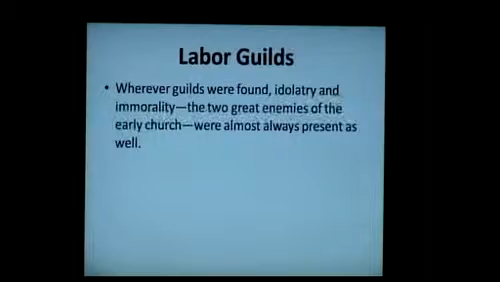 Labor Guilds
• Wherever guilds were found, idolatry and
immorality—the two great enemies of the
early church—were almost always present as
well.